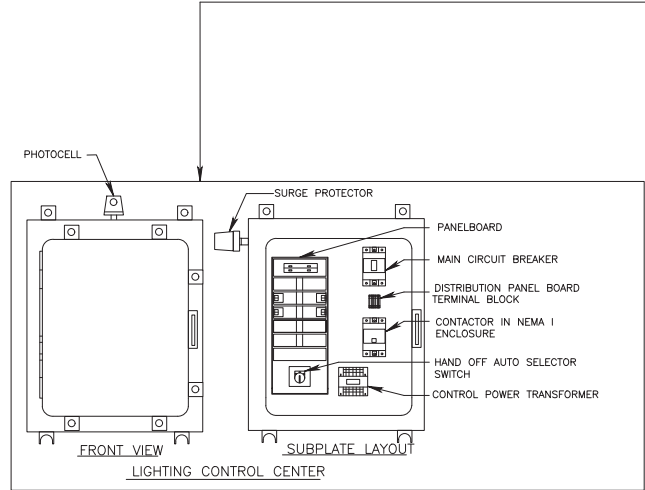 PHOTOCELL
SURGE PROTECTOR
PANELBOARD
MAIN CIRCUIT BREAKER
DISTRIBUTION PANEL BOARD
TERMINAL BLOCK
CONTACTOR IN NEMA I
ENCLOSURE
HAND OFF AUTO SELECTOR
SWITCH
CONTROL POWER TRANSFORMER
FRONT VIEW
SUBPLATE LAYOUT
LIGHTING CONTROL CENTER